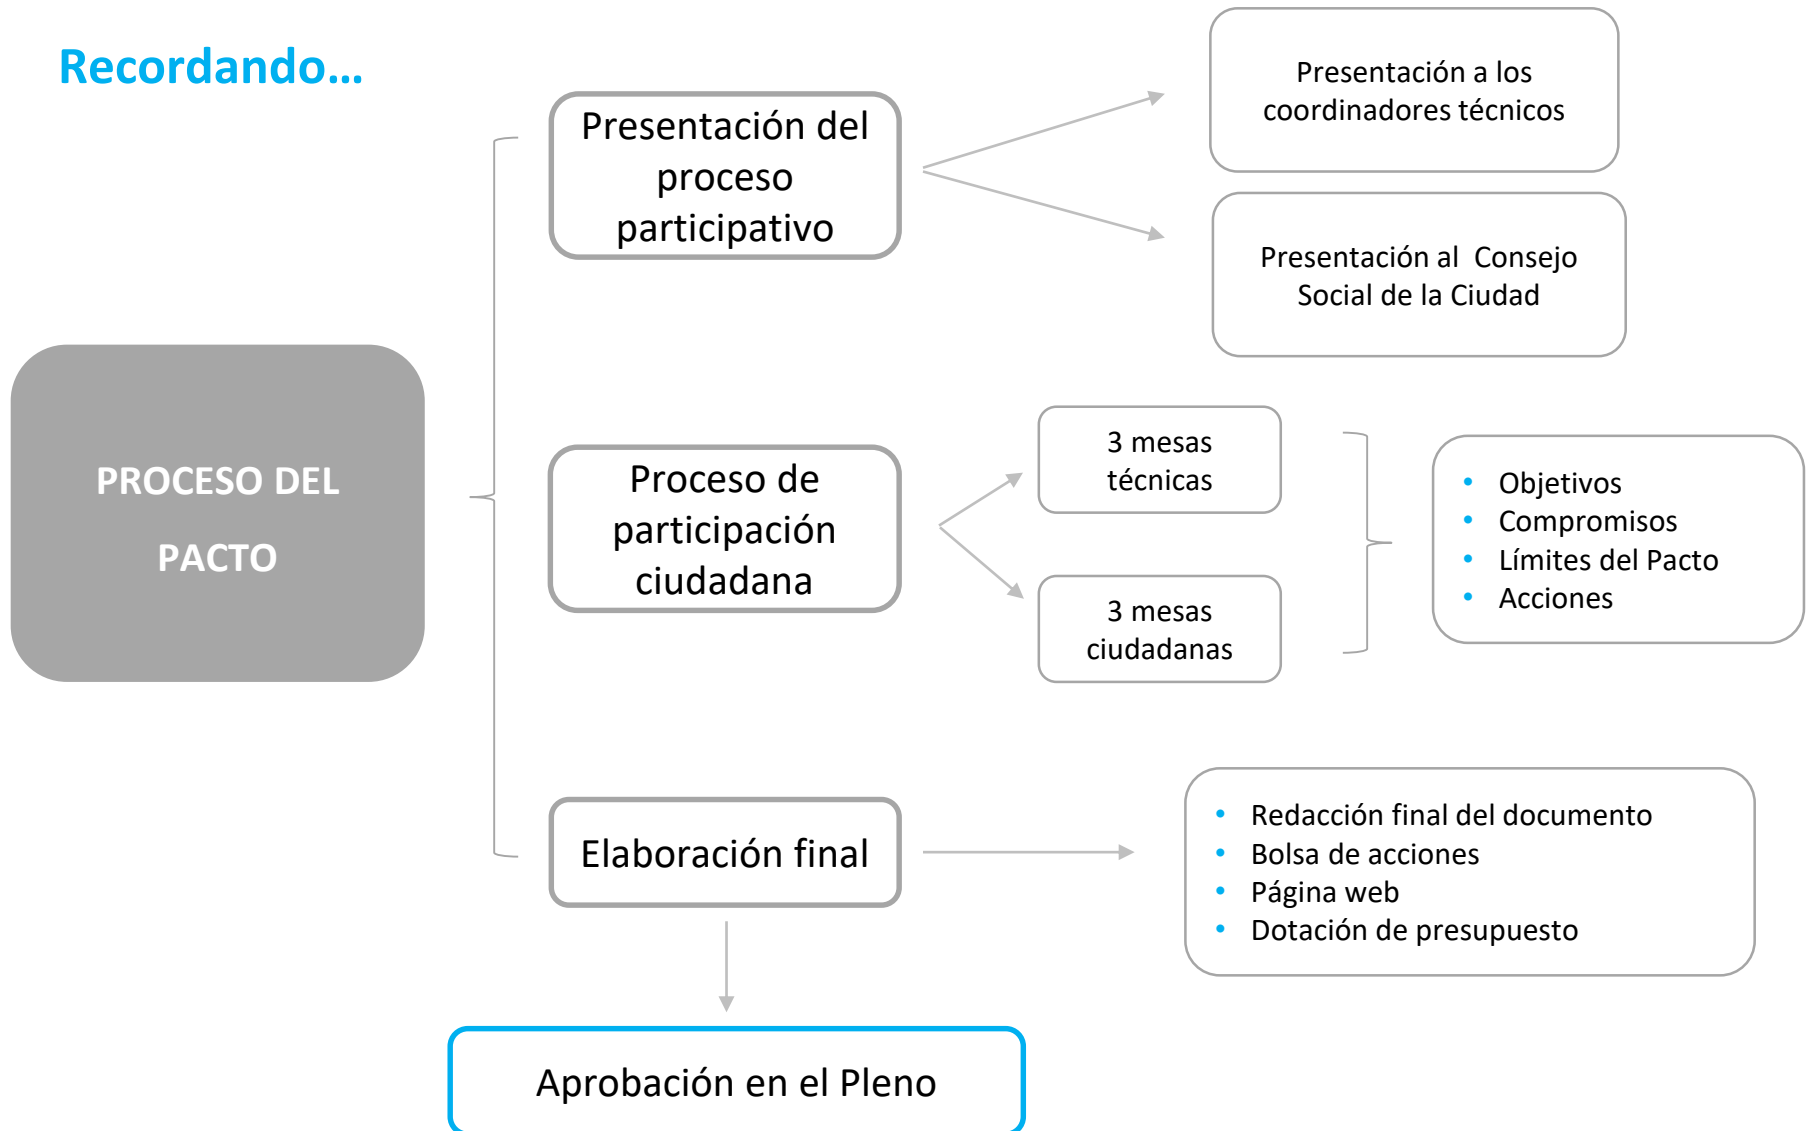 Recordando...
Presentación del
proceso
participativo
Presentación a los
coordinadores técnicos
Presentación al  Consejo
Social de la Ciudad
PROCESO DEL
PACTO
Proceso de
participación
ciudadana
3 mesas
técnicas
3 mesas
ciudadanas
• Objetivos
• Compromisos
• Límites del Pacto
• Acciones
Elaboración final
• Redacción final del documento
• Bolsa de acciones
• Página web
• Dotación de presupuesto
Aprobación en el Pleno